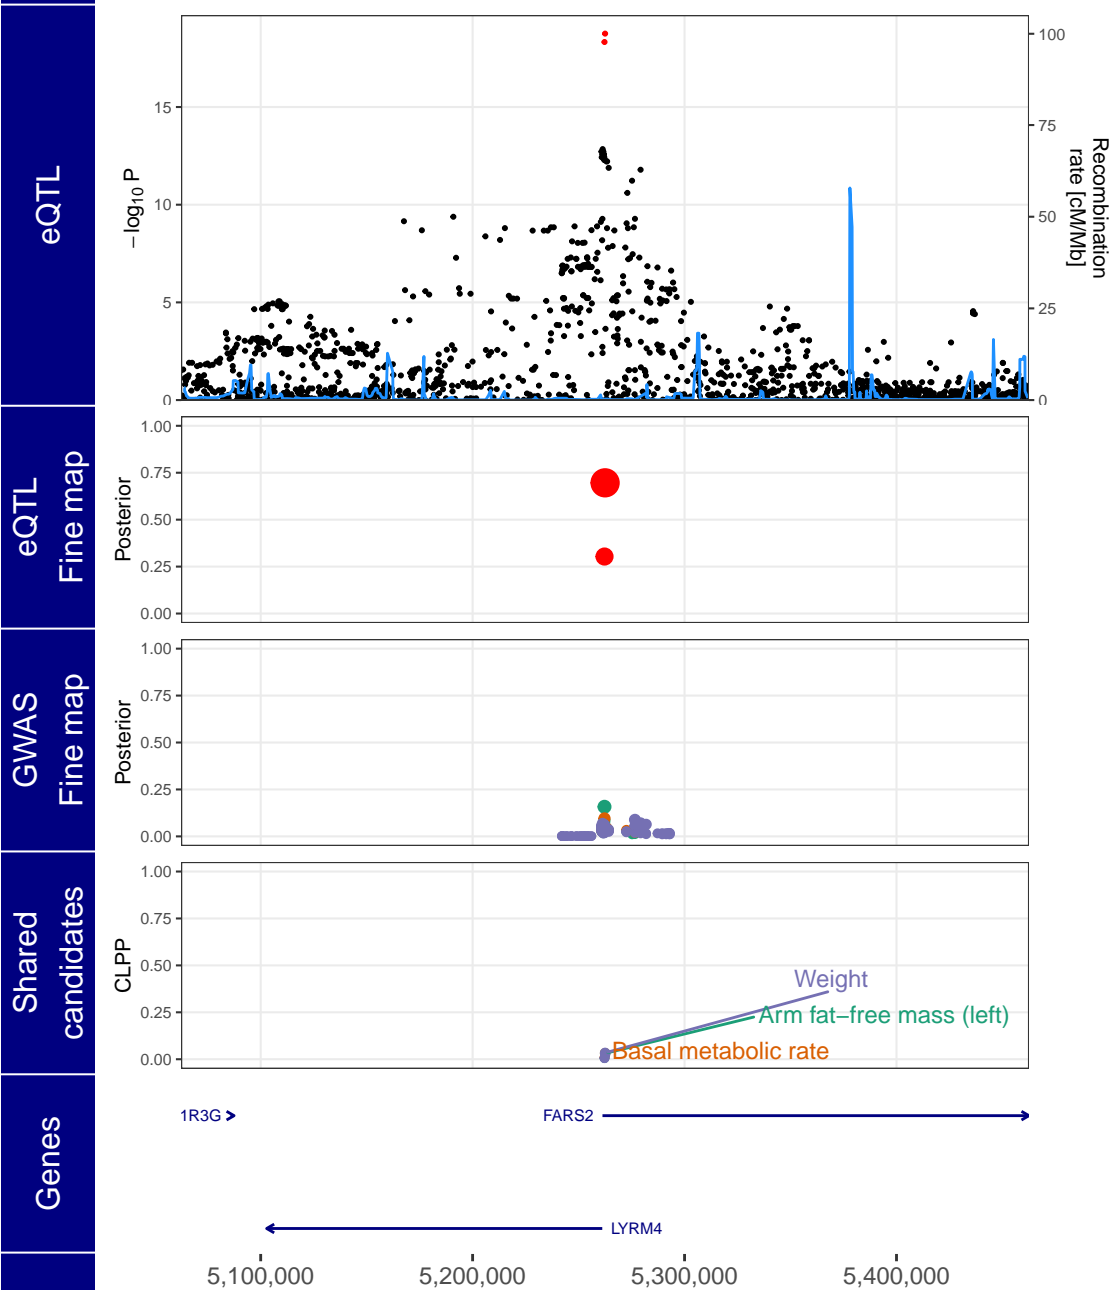 eQTL
− log10 P
15
10
5
0
100
75
50
25
0
Recombination
rate [cM/Mb]
eQTL
Fine map
Posterior
1.00
0.75
0.50
0.25
0.00
GWAS
Fine map
Posterior
1.00
0.75
0.50
0.25
0.00
Shared
candidates
CLPP
1.00
0.75
0.50
0.25
0.00
Weight
Arm fat−free mass (left)
Basal metabolic rate
Genes
1R3G
FARS2
LYRM4
5,100,000
5,200,000
5,300,000
5,400,000